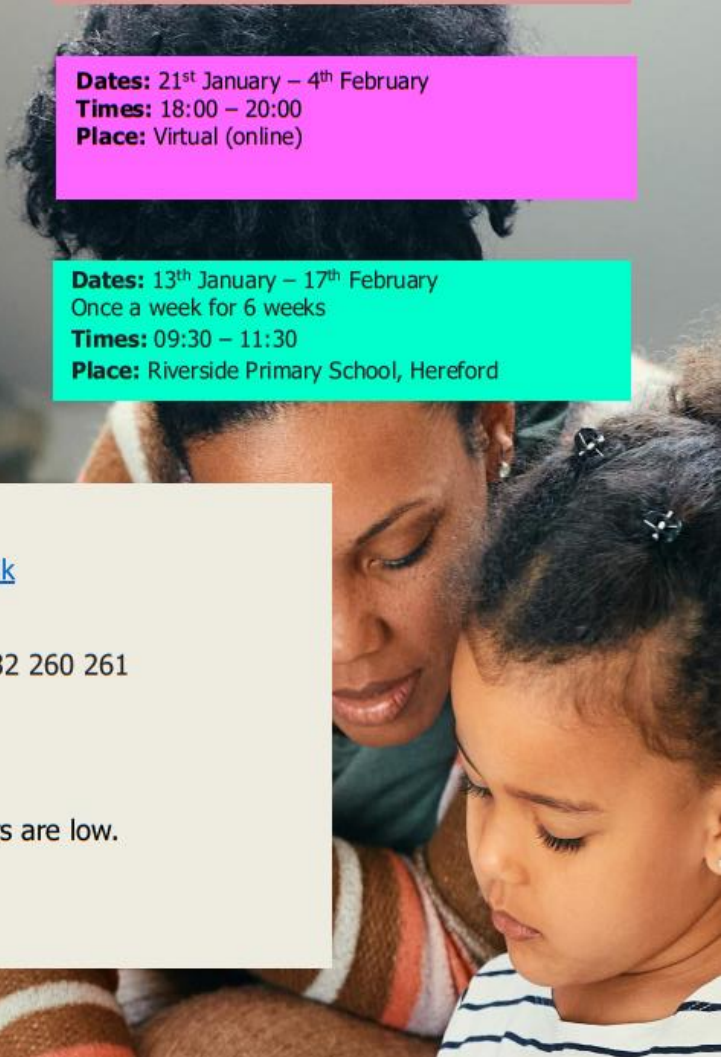 Dates: 21st January – 4th February
Times: 18:00 – 20:00
Place: Virtual (online)
Dates: 13th January – 17th February
Once a week for 6 weeks
Times: 09:30 – 11:30
Place: Riverside Primary School, Hereford
k
32 260 261
s are low.